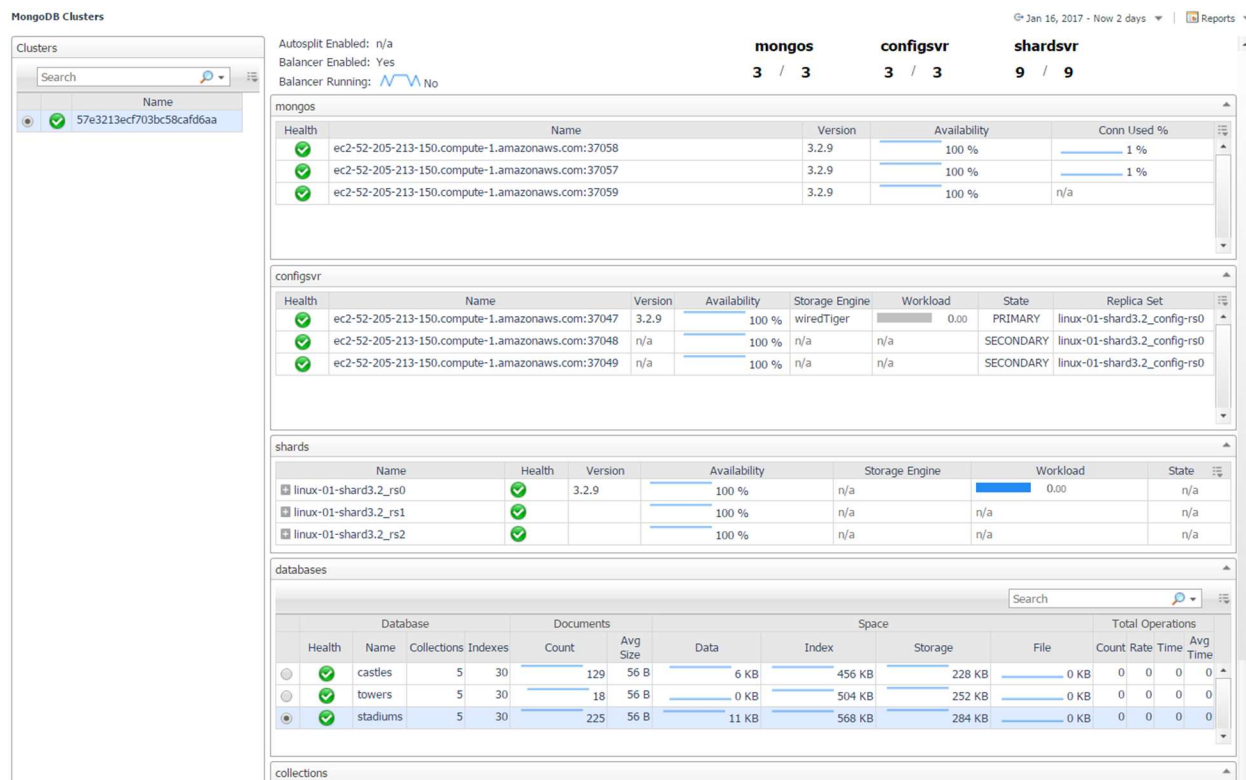 MongoDB Clusters
Jan 16, 2017 - Now 2 days Reports
Clusters
Search
Name
57e3213ecf703bc58cafd6aa
Autosplit Enabled: n/a
Balancer Enabled: Yes
Balancer Running: No
mongos configsvr shardsvr
3 / 3 3 / 3 9 / 9
mongos
Health Name Version Availability Conn Used %
ec2-52-205-213-150.compute-1.amazonaws.com:37058 3.2.9 100 % 1 %
ec2-52-205-213-150.compute-1.amazonaws.com:37057 3.2.9 100 % 1 %
ec2-52-205-213-150.compute-1.amazonaws.com:37059 3.2.9 100 % n/a
configsvr
Health Name Version Availability Storage Engine Workload State Replica Set
ec2-52-205-213-150.compute-1.amazonaws.com:37047 3.2.9 100 % wiredTiger 0.00 PRIMARY linux-01-shard3.2_config-rs0
ec2-52-205-213-150.compute-1.amazonaws.com:37048 n/a 100 % n/a n/a SECONDARY linux-01-shard3.2_config-rs0
ec2-52-205-213-150.compute-1.amazonaws.com:37049 n/a 100 % n/a n/a SECONDARY linux-01-shard3.2_config-rs0
shards
Name Health Version Availability Storage Engine Workload State
linux-01-shard3.2_rs0 3.2.9 100 % n/a 0.00 n/a
linux-01-shard3.2_rs1 100 % n/a n/a n/a
linux-01-shard3.2_rs2 100 % n/a n/a n/a
databases
Search
Database Documents Space Total Operations
Health Name Collections Indexes Count Avg Size Data Index Storage File Count Rate Time Avg Time
castles 5 30 129 56 B 6 KB 456 KB 228 KB 0 KB 0 0 0 0
towers 5 30 18 56 B 0 KB 504 KB 252 KB 0 KB 0 0 0 0
stadiums 5 30 225 56 B 11 KB 568 KB 284 KB 0 KB 0 0 0 0
collections